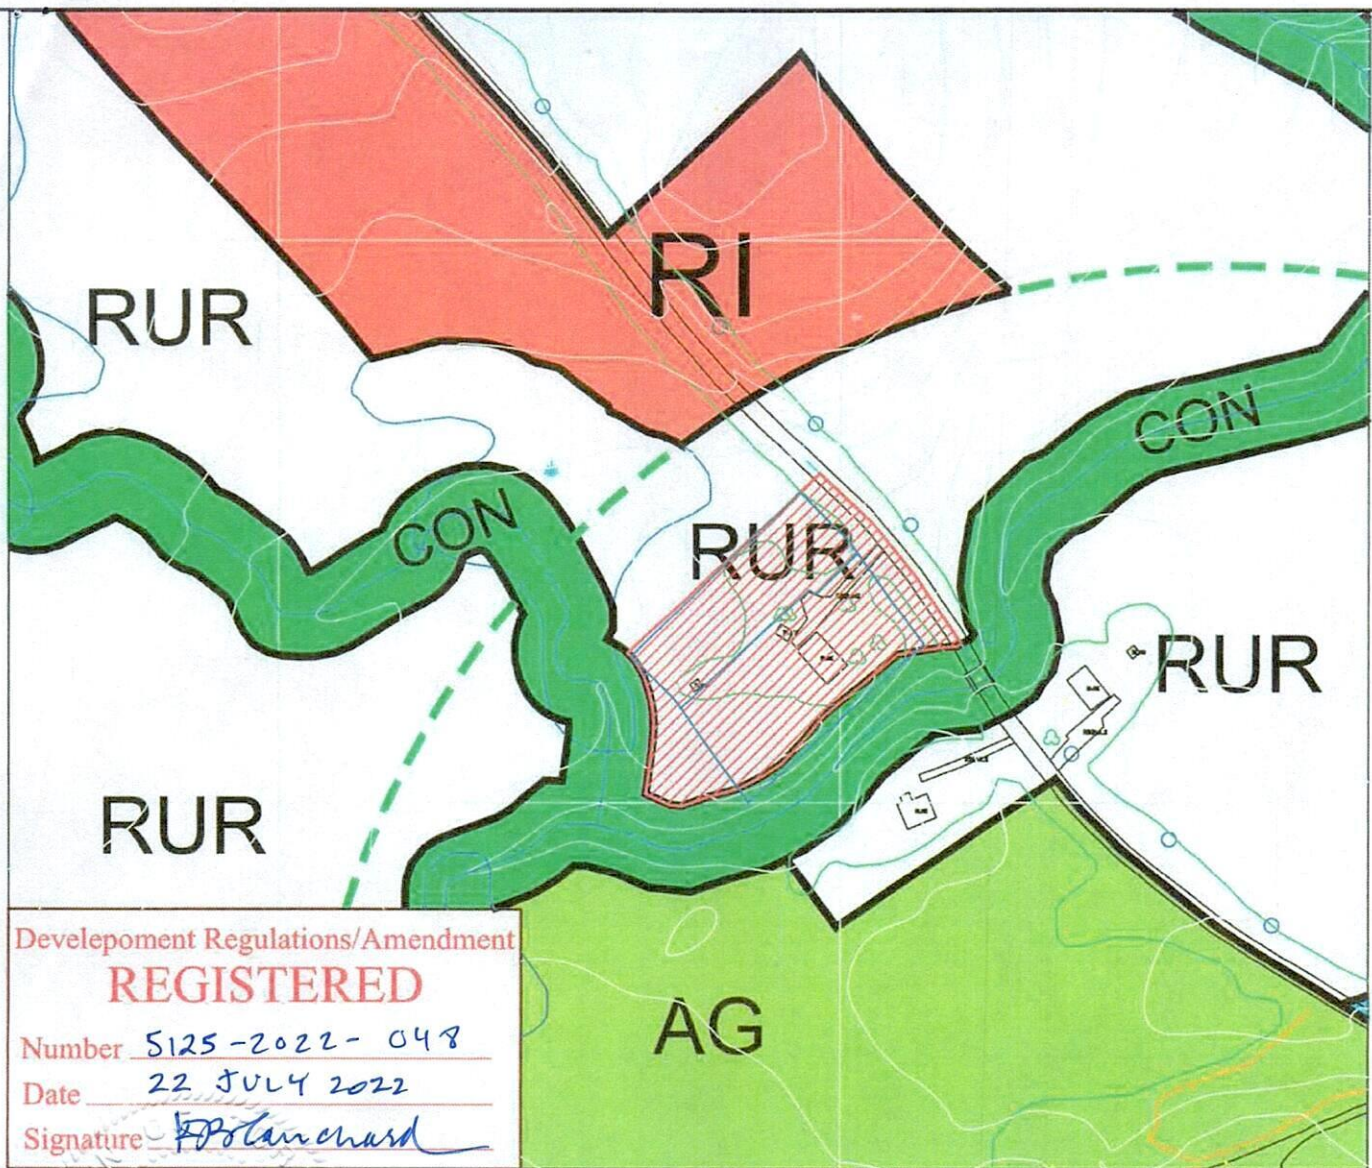 RI
RUR
CON
CON
RUR
RUR
RUR
AG
Develepoment Regulations/Amendment
REGISTERED
Number 5125-2022-048
Date 22 JULY 2022
Signature Blanchard